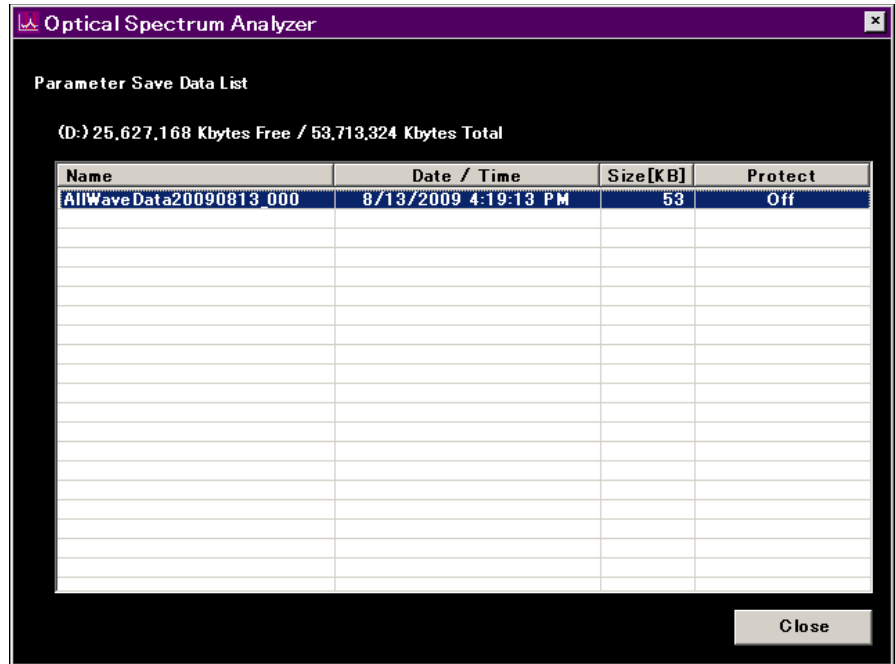 Optical Spectrum Analyzer
Parameter Save Data List
(D:) 25,627,168 Kbytes Free / 53,713,324 Kbytes Total
Name Date / Time Size[KB] Protect
AllWaveData20090813_000 8/13/2009 4:19:13 PM 53 Off
Close